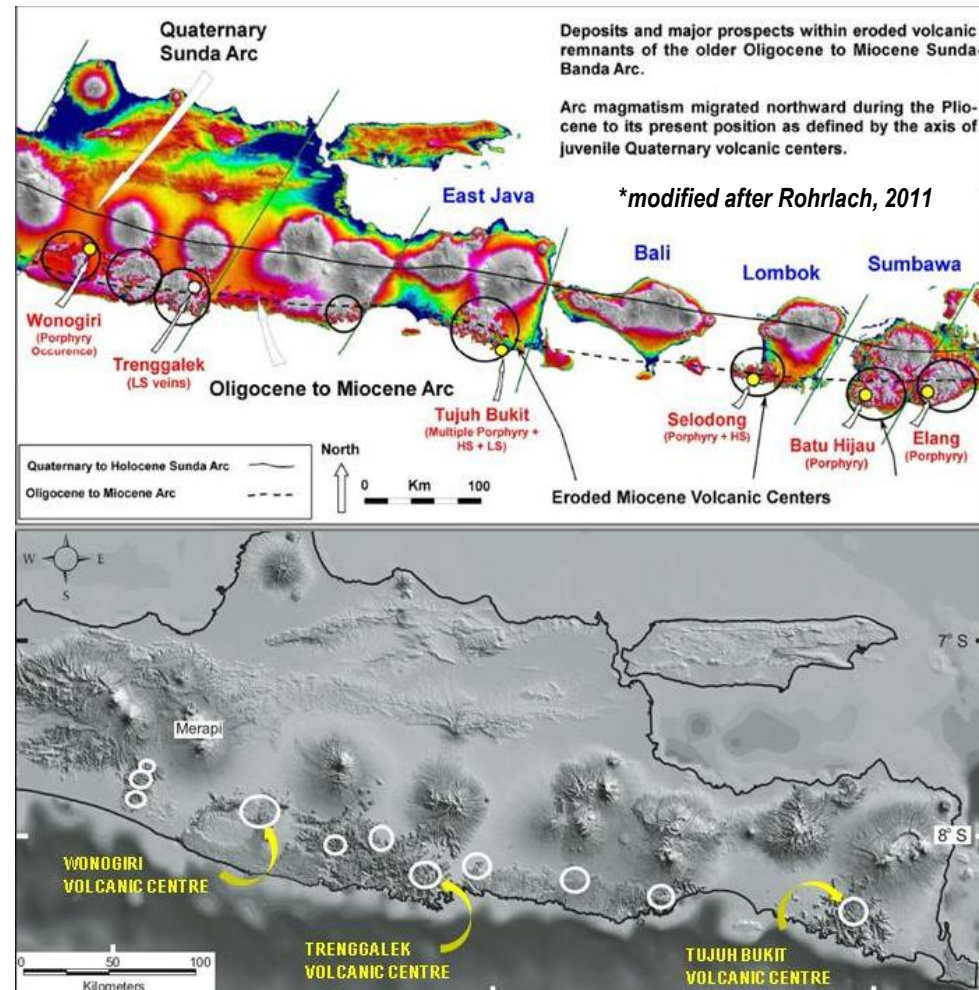 Quaternary
Sunda Arc
Deposits and major prospects within eroded volcanic
remnants of the older Oligocene to Miocene Sunda-
Banda Arc.
Arc magmatism migrated northward during the Plio-
cene to its present position as defined by the axis of
juvenile Quaternary volcanic centers.
*modified after Rohrlach, 2011
East Java
Bali
Lombok
Sumbawa
Wonogiri
(Porphyry
Occurence)
Trenggalek
(LS veins)
Oligocene to Miocene Arc
Tujuh Bukit
(Multiple Porphyry +
HS + LS)
Selodong
(Porphyry + HS)
Batu Hijau
(Porphyry)
Elang
(Porphyry)
Quaternary to Holocene Sunda Arc
Oligocene to Miocene Arc
North
0 Km 100
Eroded Miocene Volcanic Centers
W E
S
7° S
Merapi
8° S
WONOGIRI
VOLCANIC CENTRE
TRENGGALEK
VOLCANIC CENTRE
TUJUH BUKIT
VOLCANIC CENTRE
0 50 100
Kilometers